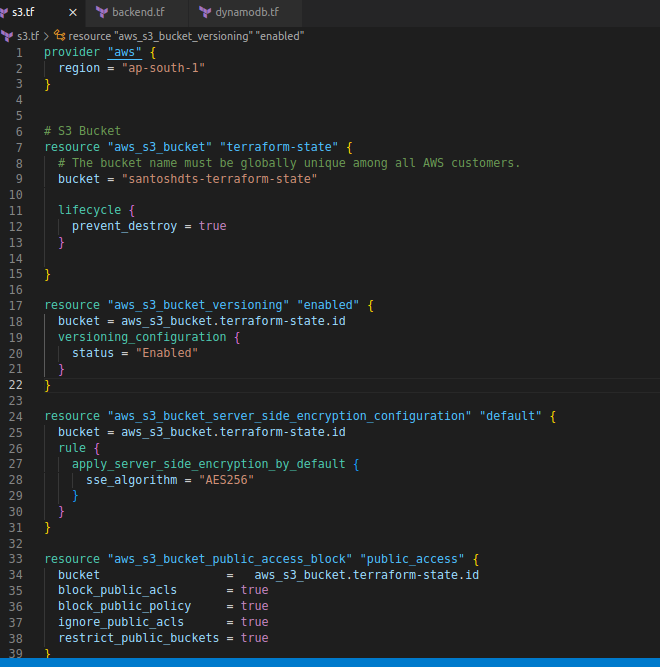 s3.tf × backend.tf dynamodb.tf
s3.tf > resource "aws_s3_bucket_versioning" "enabled"
1 provider "aws" {
2   region = "ap-south-1"
3 }
4
5
6 # S3 Bucket
7 resource "aws_s3_bucket" "terraform-state" {
8   # The bucket name must be globally unique among all AWS customers.
9   bucket = "santoshdts-terraform-state"
10
11   lifecycle {
12     prevent_destroy = true
13   }
14
15 }
16
17 resource "aws_s3_bucket_versioning" "enabled" {
18   bucket = aws_s3_bucket.terraform-state.id
19   versioning_configuration {
20     status = "Enabled"
21   }
22 }
23
24 resource "aws_s3_bucket_server_side_encryption_configuration" "default" {
25   bucket = aws_s3_bucket.terraform-state.id
26   rule {
27     apply_server_side_encryption_by_default {
28       sse_algorithm = "AES256"
29     }
30   }
31 }
32
33 resource "aws_s3_bucket_public_access_block" "public_access" {
34   bucket                  =   aws_s3_bucket.terraform-state.id
35   block_public_acls       = true
36   block_public_policy     = true
37   ignore_public_acls      = true
38   restrict_public_buckets = true
39 }